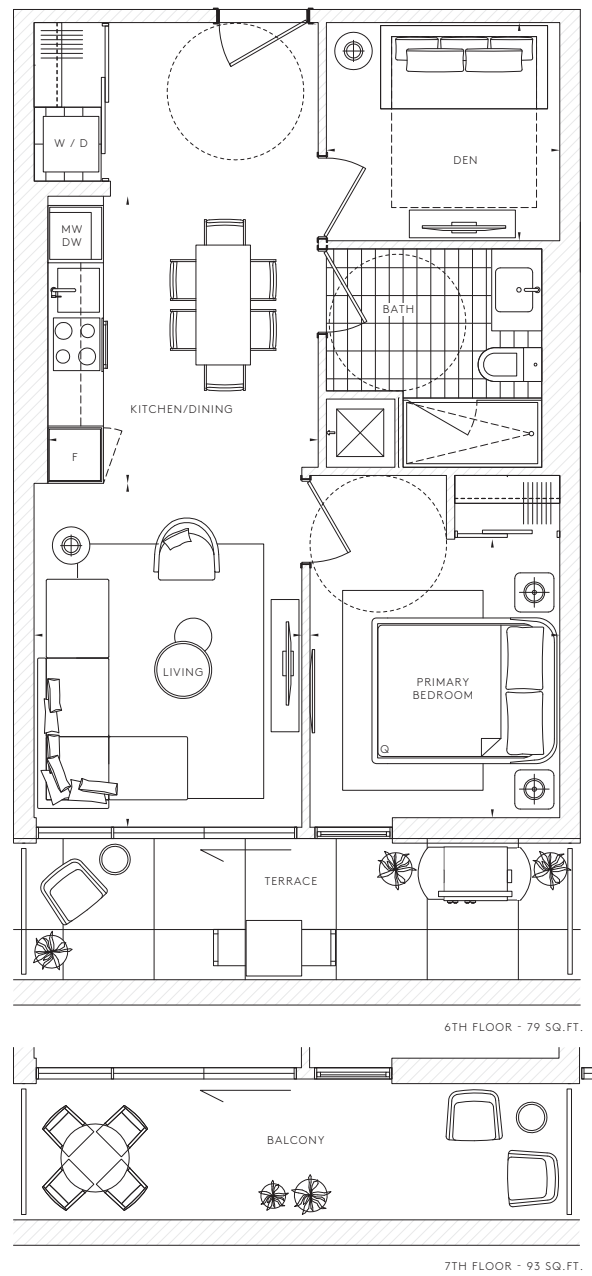 W / D
DEN
MW
DW
BATH
KITCHEN/DINING
F
LIVING
PRIMARY
BEDROOM
Q
TERRACE
6TH FLOOR - 79 SQ.FT.
BALCONY
7TH FLOOR - 93 SQ.FT.